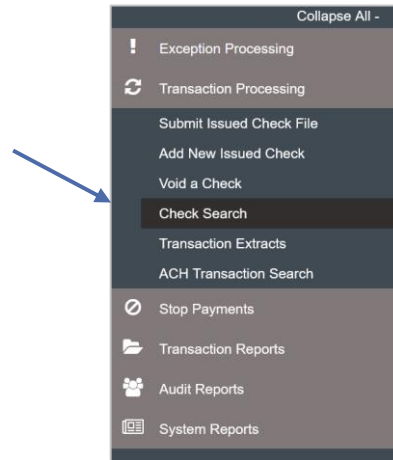 Collapse All -
Exception Processing
Transaction Processing
Submit Issued Check File
Add New Issued Check
Void a Check
Check Search
Transaction Extracts
ACH Transaction Search
Stop Payments
Transaction Reports
Audit Reports
System Reports